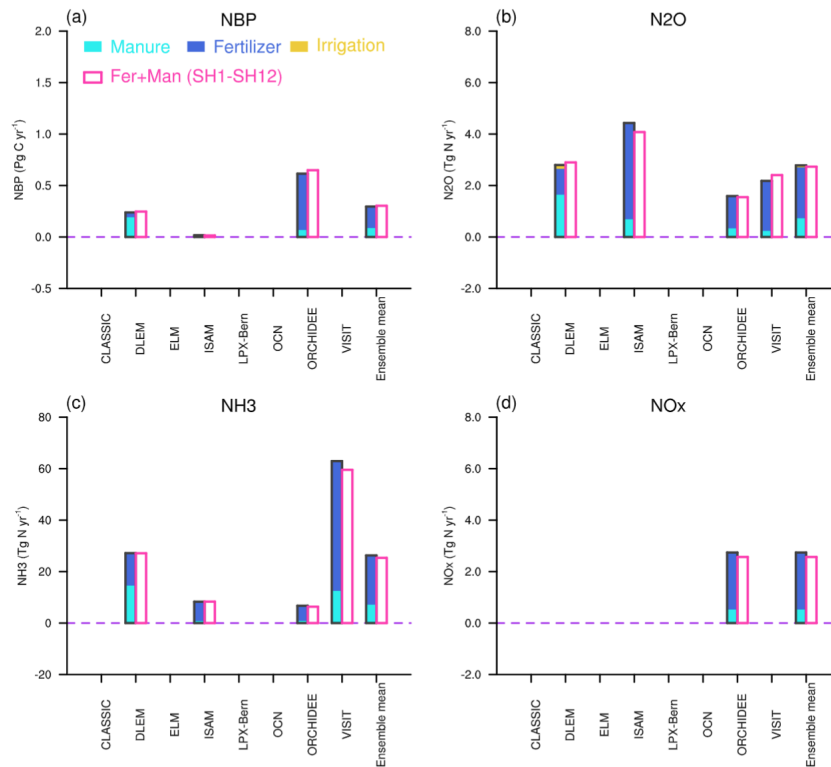 (a) NBP
2.0
1.5
1.0
0.5
0.0
-0.5
NBP (Pg C yr⁻¹)
Manure Fertilizer Irrigation
Fer+Man (SH1-SH12)
CLASSIC DLEM ELM ISAM LPX-Bern OCN ORCHIDEE VISIT Ensemble mean
(b) N2O
8.0
6.0
4.0
2.0
0.0
-2.0
N2O (Tg N yr⁻¹)
CLASSIC DLEM ELM ISAM LPX-Bern OCN ORCHIDEE VISIT Ensemble mean
(c) NH3
80
60
40
20
0
-20
NH3 (Tg N yr⁻¹)
CLASSIC DLEM ELM ISAM LPX-Bern OCN ORCHIDEE VISIT Ensemble mean
(d) NOx
8.0
6.0
4.0
2.0
0.0
-2.0
NOx (Tg N yr⁻¹)
CLASSIC DLEM ELM ISAM LPX-Bern OCN ORCHIDEE VISIT Ensemble mean